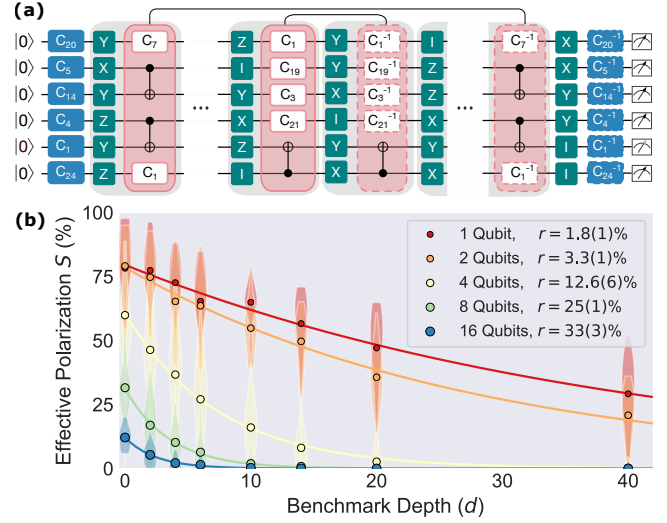 (a)
|0⟩ C₂₀ Y C₇ Z C₁ Y C₁⁻¹ I C₇⁻¹ X C₂₀⁻¹
|0⟩ C₅ X I C₁₉ Y C₁₉⁻¹ Z X C₅⁻¹
|0⟩ C₁₄ Y Y C₃ X C₃⁻¹ Z Y C₁₄⁻¹
... ...
|0⟩ C₄ Z X C₂₁ I C₂₁⁻¹ X Y C₄⁻¹
|0⟩ C₁ Y Z Y Y Z C₁⁻¹
|0⟩ C₂₄ Z C₁ I X X C₁⁻¹ I C₂₄⁻¹
(b)
Effective Polarization S (%)
100
75
50
25
0
1 Qubit, r = 1.8(1)%
2 Qubits, r = 3.3(1)%
4 Qubits, r = 12.6(6)%
8 Qubits, r = 25(1)%
16 Qubits, r = 33(3)%
0 10 20 30 40
Benchmark Depth (d)